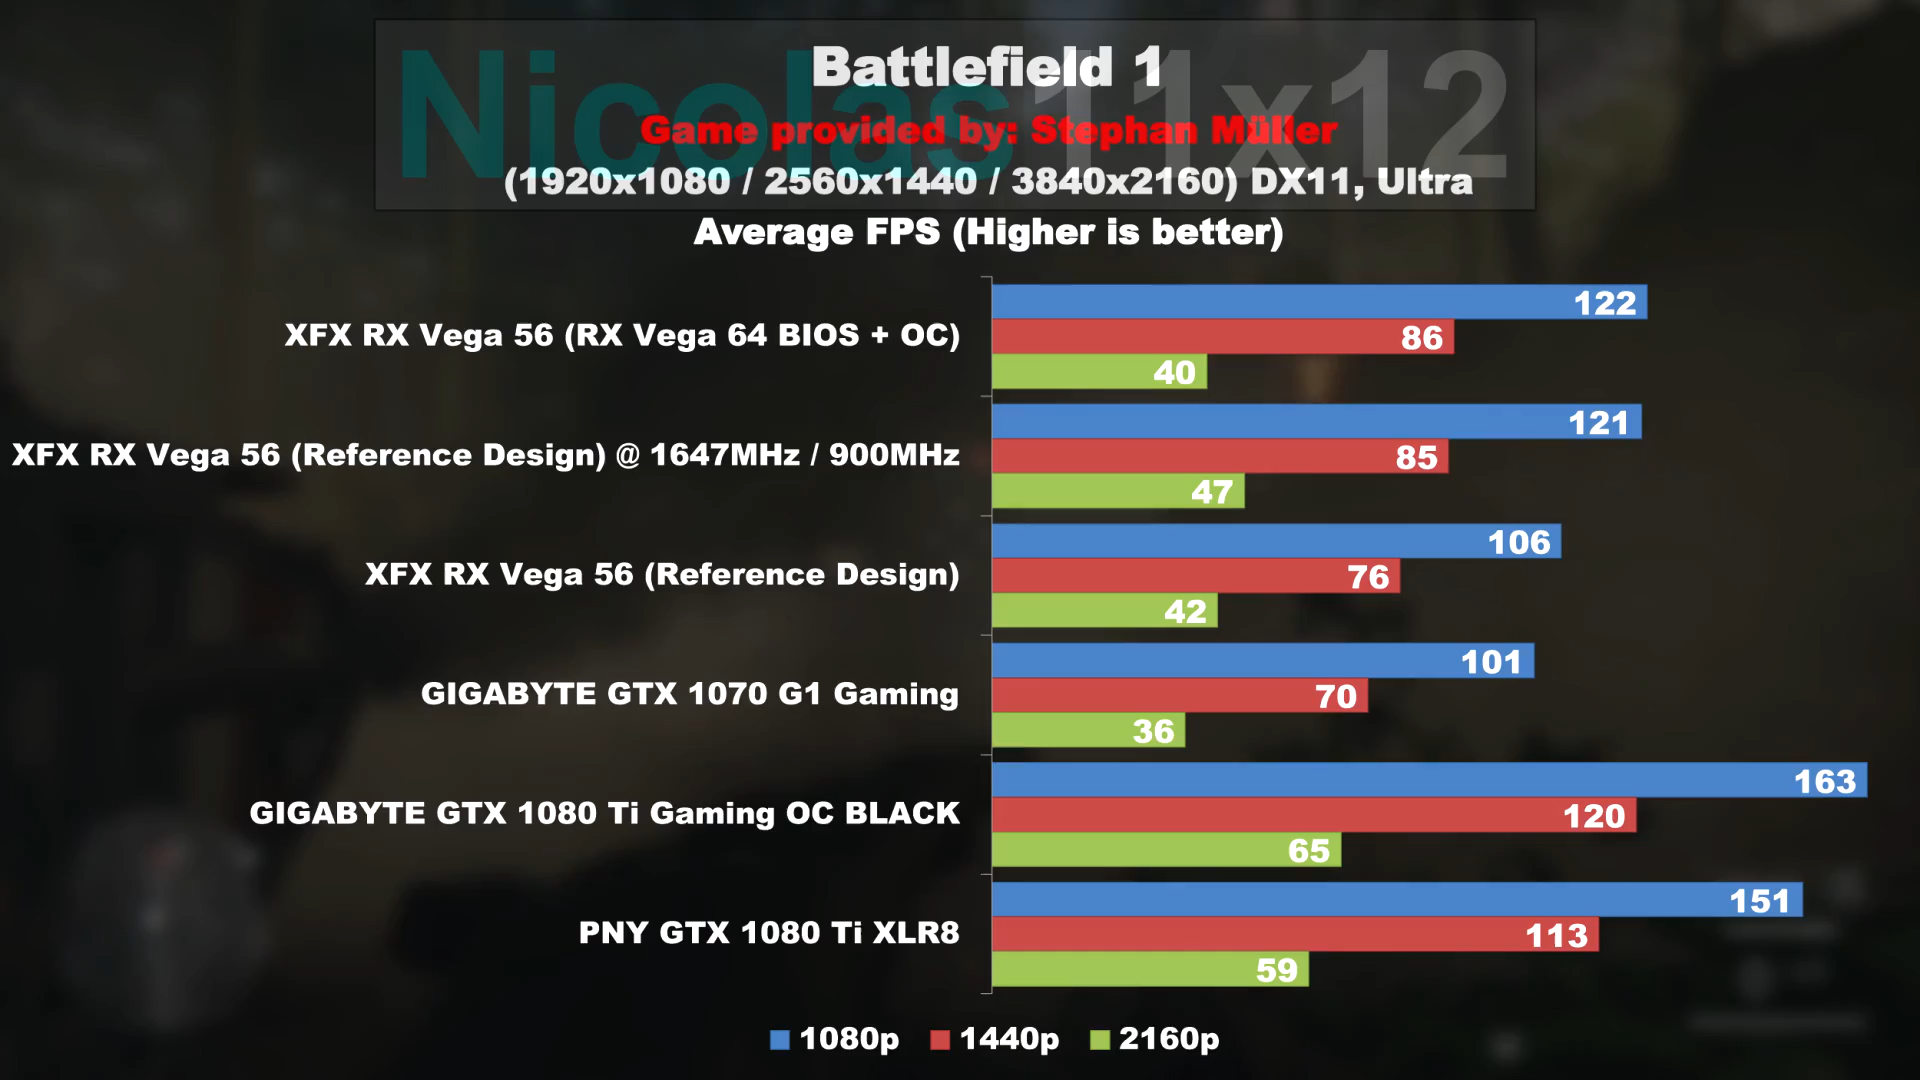 Nicolas11x12
Battlefield 1
Game provided by: Stephan Müller
(1920x1080 / 2560x1440 / 3840x2160) DX11, Ultra
Average FPS (Higher is better)
XFX RX Vega 56 (RX Vega 64 BIOS + OC)
122
86
40
XFX RX Vega 56 (Reference Design) @ 1647MHz / 900MHz
121
85
47
XFX RX Vega 56 (Reference Design)
106
76
42
GIGABYTE GTX 1070 G1 Gaming
101
70
36
GIGABYTE GTX 1080 Ti Gaming OC BLACK
163
120
65
PNY GTX 1080 Ti XLR8
151
113
59
1080p 1440p 2160p